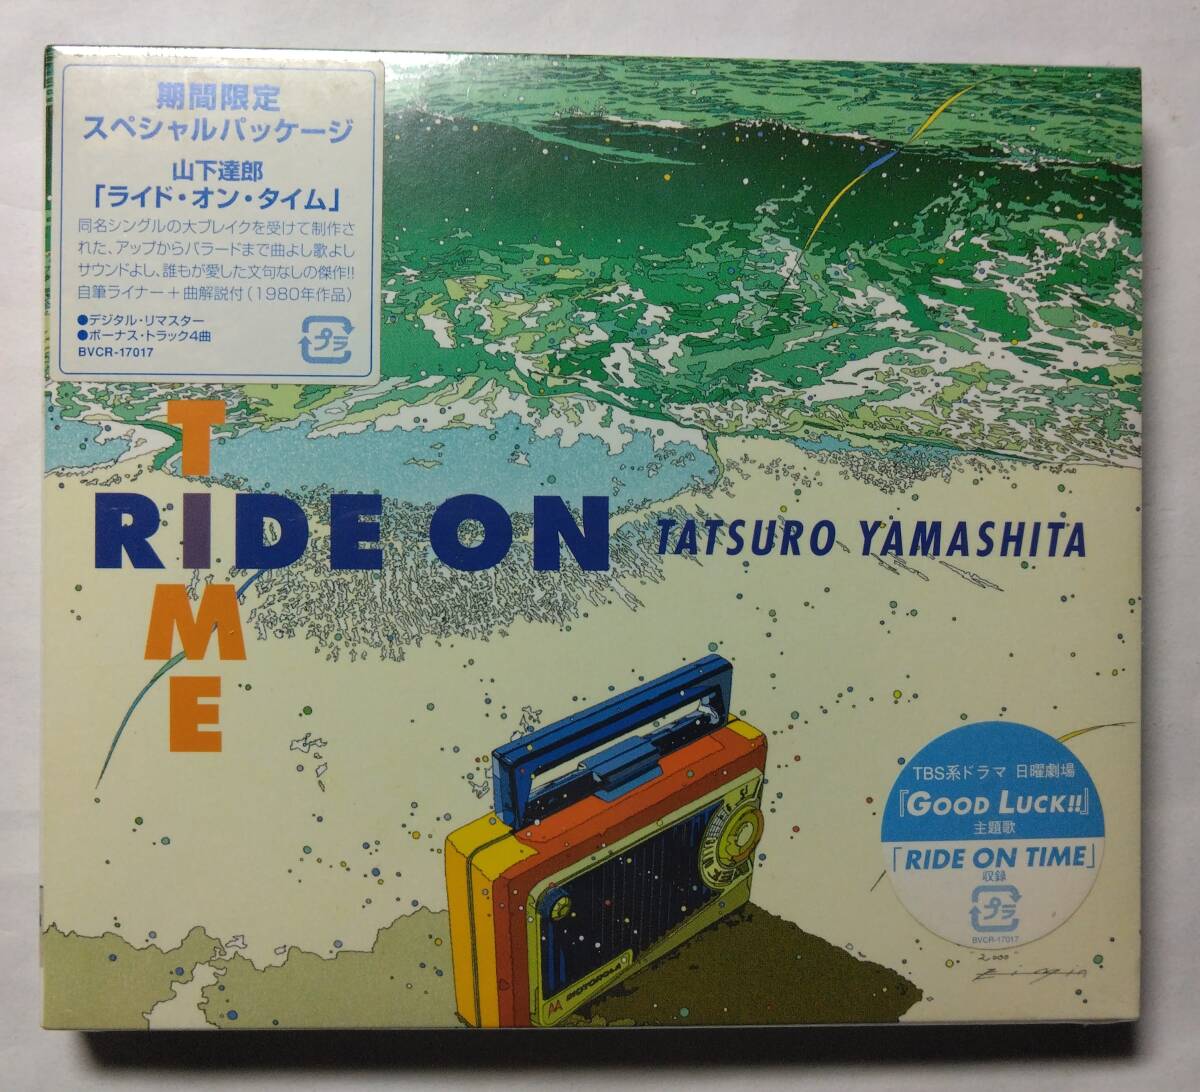 期間限定
スペシャルパッケージ
山下達郎
「ライド・オン・タイム」
同名シングルの大ブレイクを受けて制作さ
れた、アップからバラードまで曲よし歌よし
サウンドよし、誰もが愛した文句なしの傑作!!
自筆ライナー＋曲解説付（1980年作品）
●デジタル・リマスター
●ボーナス・トラック4曲
BVCR-17017
プラ
RIDE ON
TIME
TATSURO YAMASHITA
TBS系ドラマ 日曜劇場
『GOOD LUCK!!』
主題歌
「RIDE ON TIME」
収録
プラ
BVCR-17017
MOTOROLA
2,000